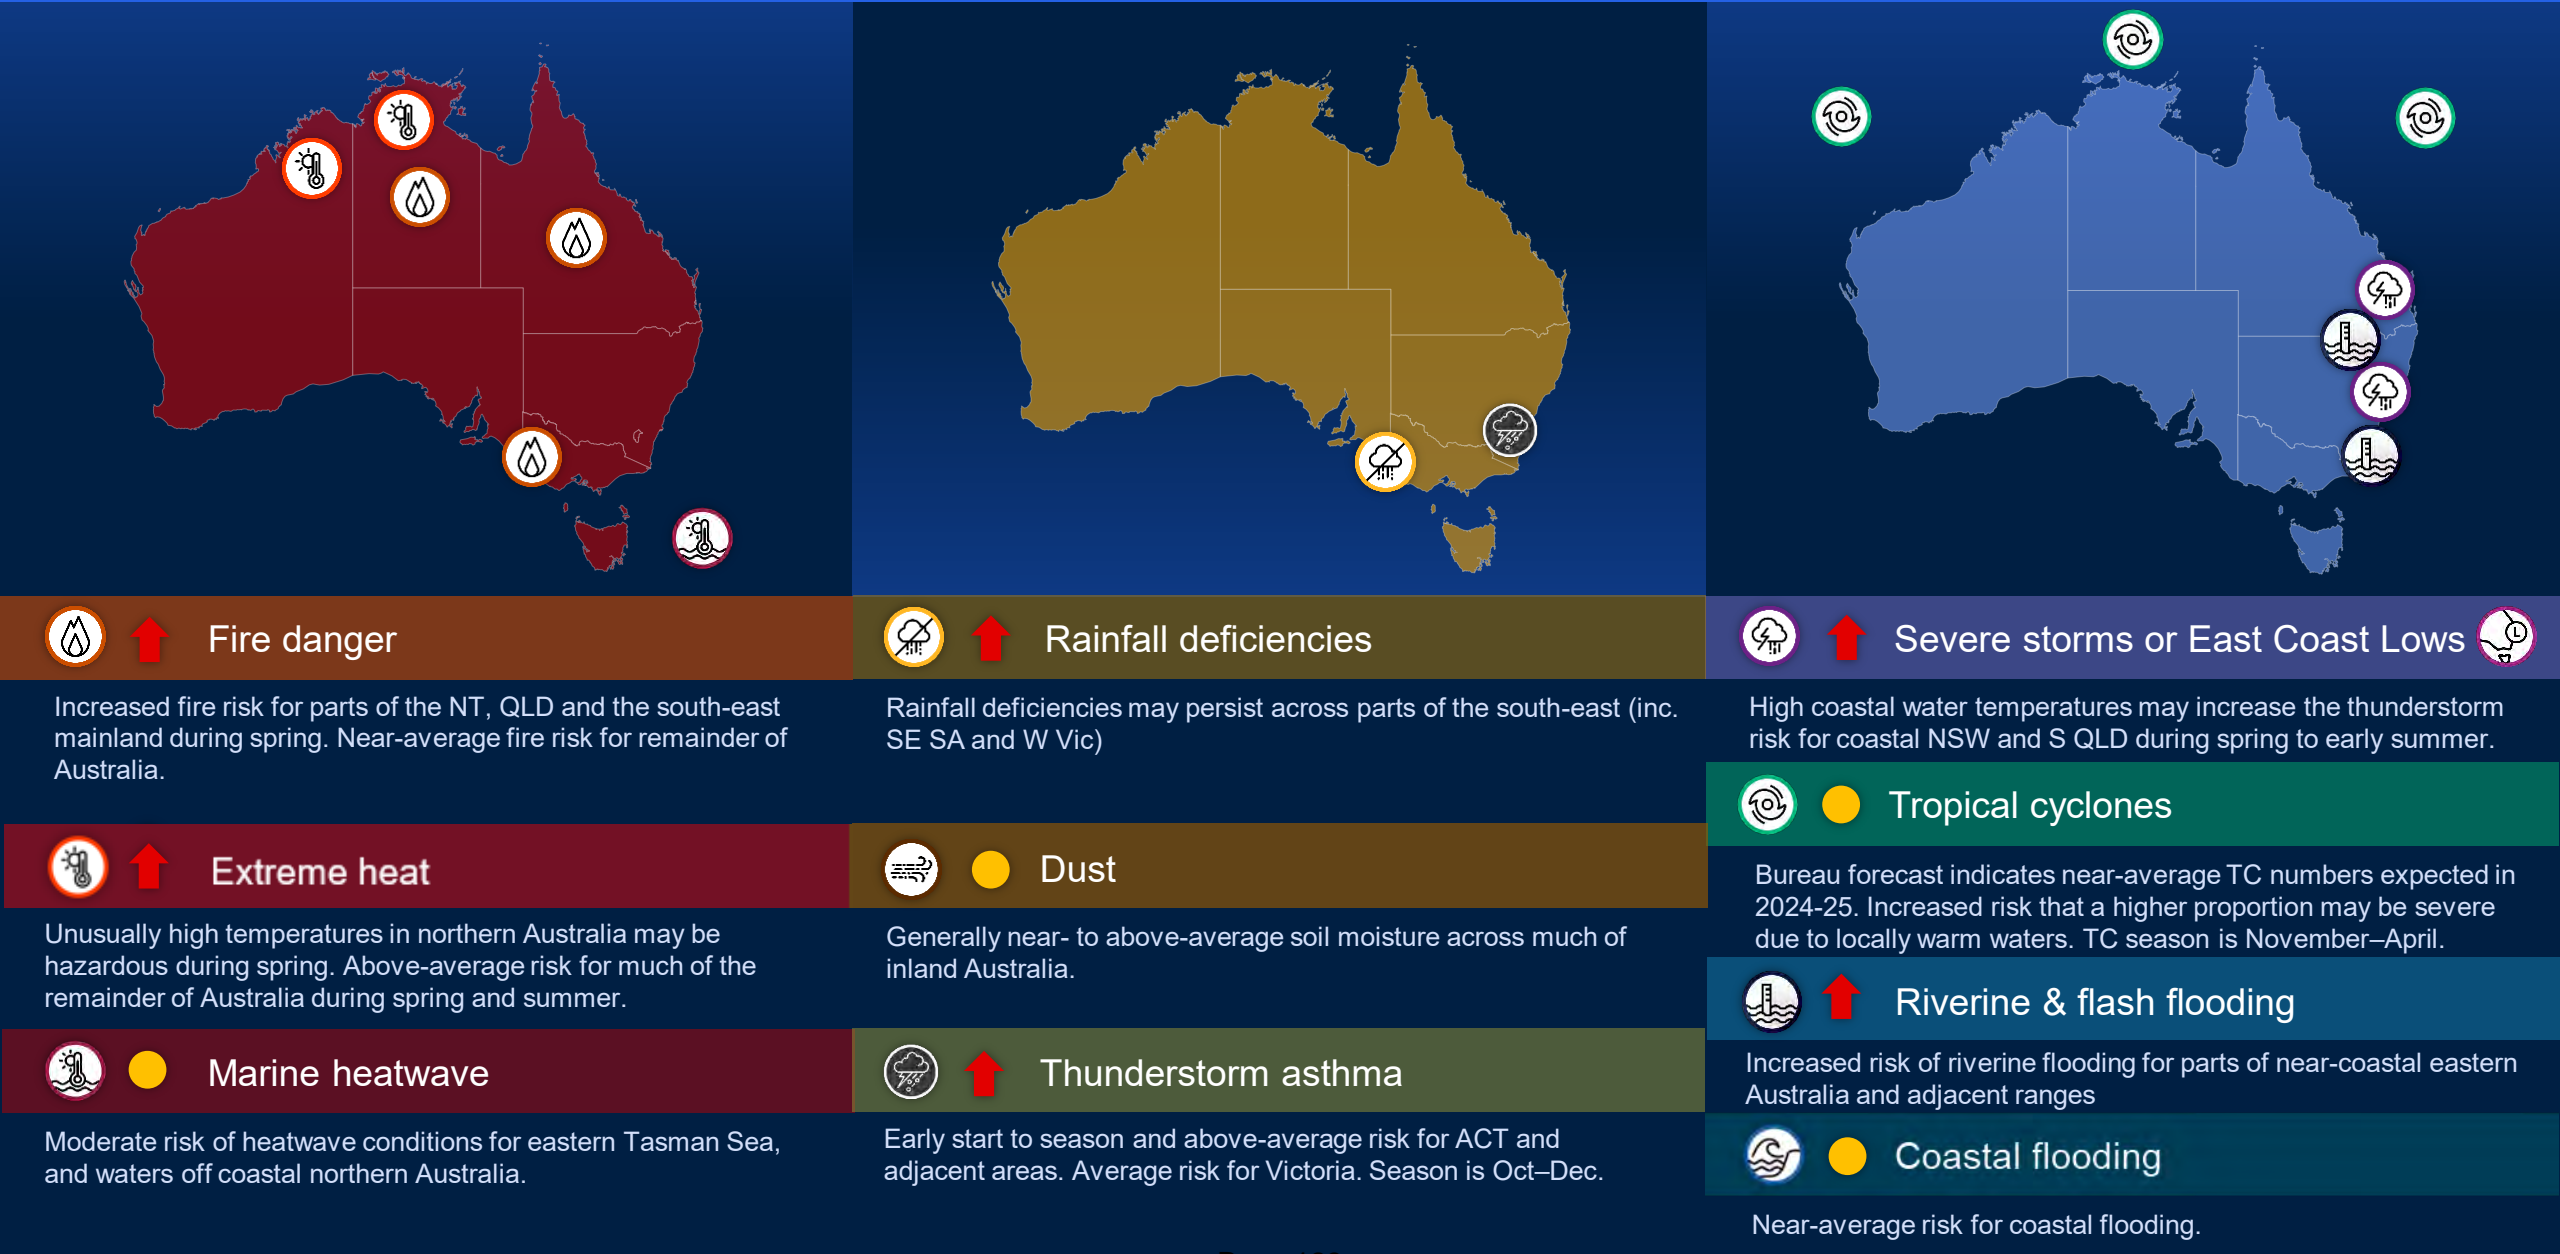 Fire danger
Increased fire risk for parts of the NT, QLD and the south-east
mainland during spring. Near-average fire risk for remainder of
Australia.
Extreme heat
Unusually high temperatures in northern Australia may be
hazardous during spring. Above-average risk for much of the
remainder of Australia during spring and summer.
Marine heatwave
Moderate risk of heatwave conditions for eastern Tasman Sea,
and waters off coastal northern Australia.
Rainfall deficiencies
Rainfall deficiencies may persist across parts of the south-east (inc.
SE SA and W Vic)
Dust
Generally near- to above-average soil moisture across much of
inland Australia.
Thunderstorm asthma
Early start to season and above-average risk for ACT and
adjacent areas. Average risk for Victoria. Season is Oct–Dec.
Severe storms or East Coast Lows
L
High coastal water temperatures may increase the thunderstorm
risk for coastal NSW and S QLD during spring to early summer.
Tropical cyclones
Bureau forecast indicates near-average TC numbers expected in
2024-25. Increased risk that a higher proportion may be severe
due to locally warm waters. TC season is November–April.
Riverine & flash flooding
Increased risk of riverine flooding for parts of near-coastal eastern
Australia and adjacent ranges
Coastal flooding
Near-average risk for coastal flooding.